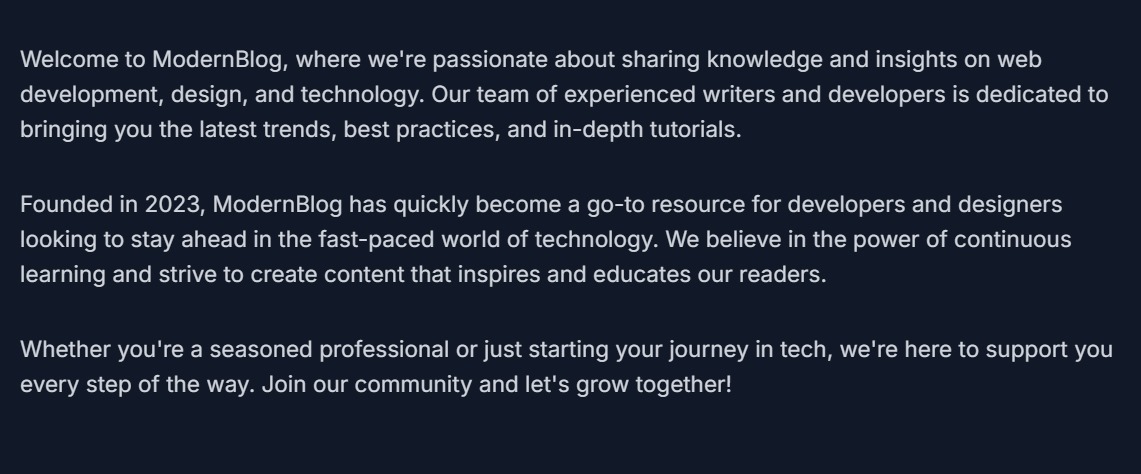 Welcome to ModernBlog, where we're passionate about sharing knowledge and insights on web
development, design, and technology. Our team of experienced writers and developers is dedicated to
bringing you the latest trends, best practices, and in-depth tutorials.
Founded in 2023, ModernBlog has quickly become a go-to resource for developers and designers
looking to stay ahead in the fast-paced world of technology. We believe in the power of continuous
learning and strive to create content that inspires and educates our readers.
Whether you're a seasoned professional or just starting your journey in tech, we're here to support you
every step of the way. Join our community and let's grow together!